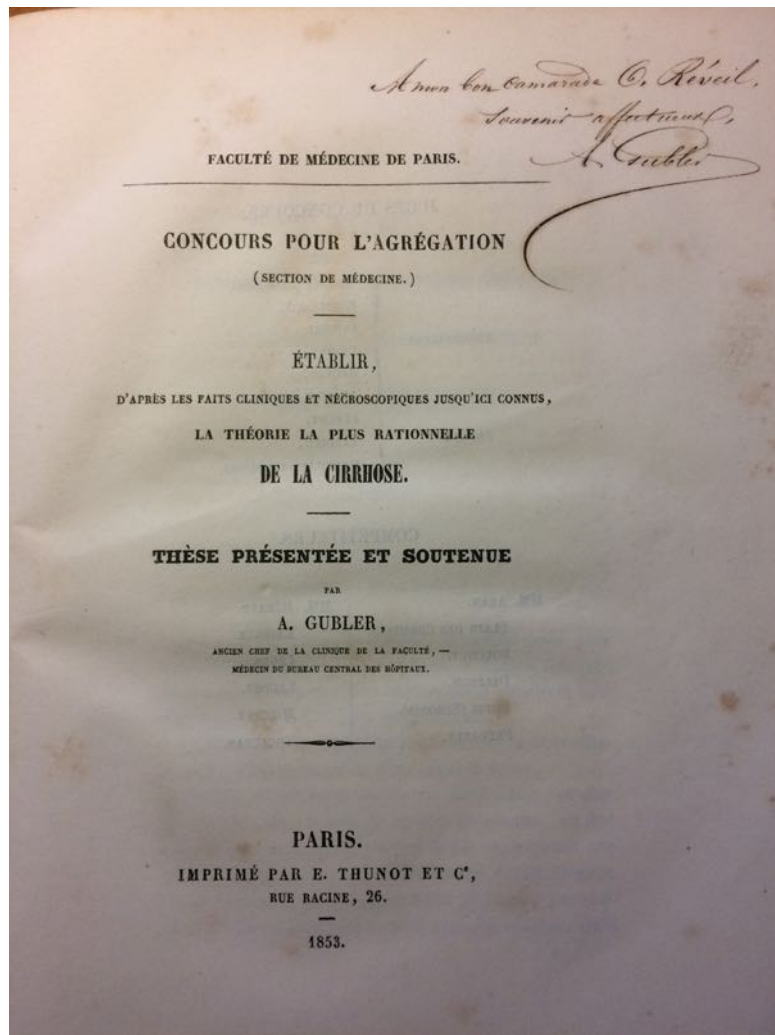 A mon bon camarade O. Réveil,
Souvenir affectueux,
A. Gubler
FACULTÉ DE MÉDECINE DE PARIS.
CONCOURS POUR L'AGRÉGATION
(SECTION DE MÉDECINE.)
ÉTABLIR,
D'APRÈS LES FAITS CLINIQUES ET NÉCROSCOPIQUES JUSQU'ICI CONNUS,
LA THÉORIE LA PLUS RATIONNELLE
DE LA CIRRHOSE.
THÈSE PRÉSENTÉE ET SOUTENUE
PAR
A. GUBLER,
ANCIEN CHEF DE LA CLINIQUE DE LA FACULTÉ, —
MÉDECIN DU BUREAU CENTRAL DES HÔPITAUX.
PARIS.
IMPRIMÉ PAR E. THUNOT ET Cᵉ,
RUE RACINE, 26.
1853.